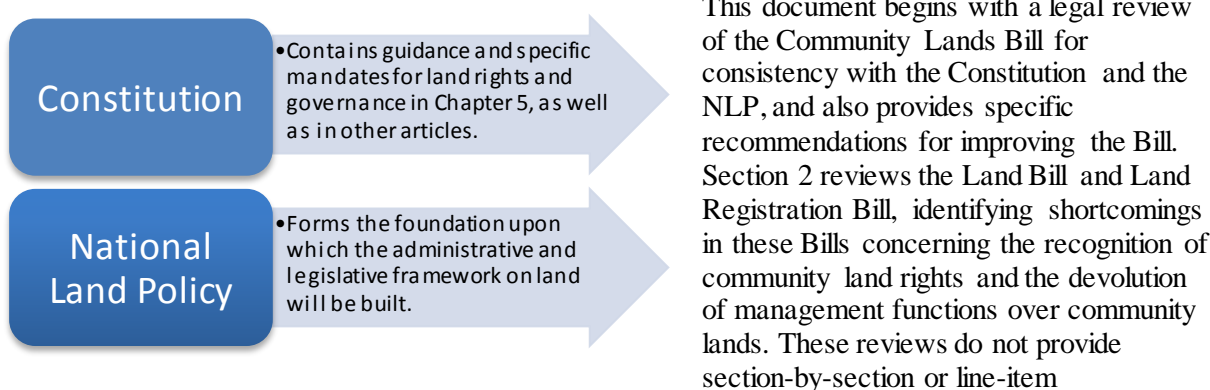 Constitution
•Contains guidance and specific
mandates for land rights and
governance in Chapter 5, as well
as in other articles.
National
Land Policy
•Forms the foundation upon
which the administrative and
legislative framework on land
will be built.
This document begins with a legal review
of the Community Lands Bill for
consistency with the Constitution and the
NLP, and also provides specific
recommendations for improving the Bill.
Section 2 reviews the Land Bill and Land
Registration Bill, identifying shortcomings
in these Bills concerning the recognition of
community land rights and the devolution
of management functions over community
lands. These reviews do not provide
section-by-section or line-item